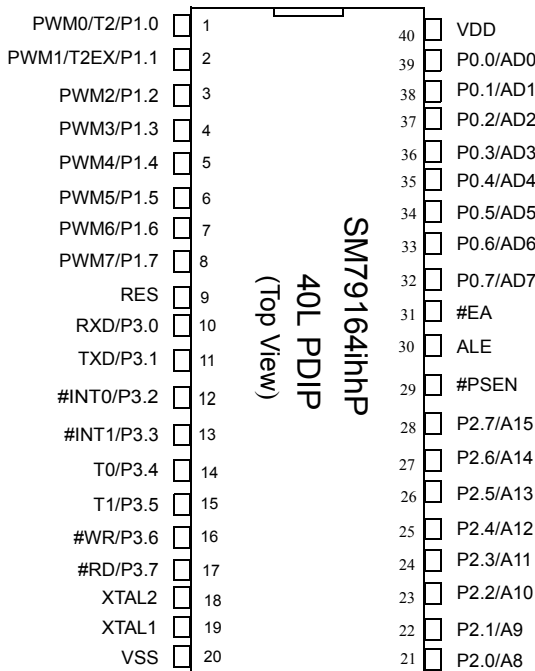 PWM0/T2/P1.0 1
PWM1/T2EX/P1.1 2
PWM2/P1.2 3
PWM3/P1.3 4
PWM4/P1.4 5
PWM5/P1.5 6
PWM6/P1.6 7
PWM7/P1.7 8
RES 9
RXD/P3.0 10
TXD/P3.1 11
#INT0/P3.2 12
#INT1/P3.3 13
T0/P3.4 14
T1/P3.5 15
#WR/P3.6 16
#RD/P3.7 17
XTAL2 18
XTAL1 19
VSS 20
SM79164ihhP
40L PDIP
(Top View)
40 VDD
39 P0.0/AD0
38 P0.1/AD1
37 P0.2/AD2
36 P0.3/AD3
35 P0.4/AD4
34 P0.5/AD5
33 P0.6/AD6
32 P0.7/AD7
31 #EA
30 ALE
29 #PSEN
28 P2.7/A15
27 P2.6/A14
26 P2.5/A13
25 P2.4/A12
24 P2.3/A11
23 P2.2/A10
22 P2.1/A9
21 P2.0/A8